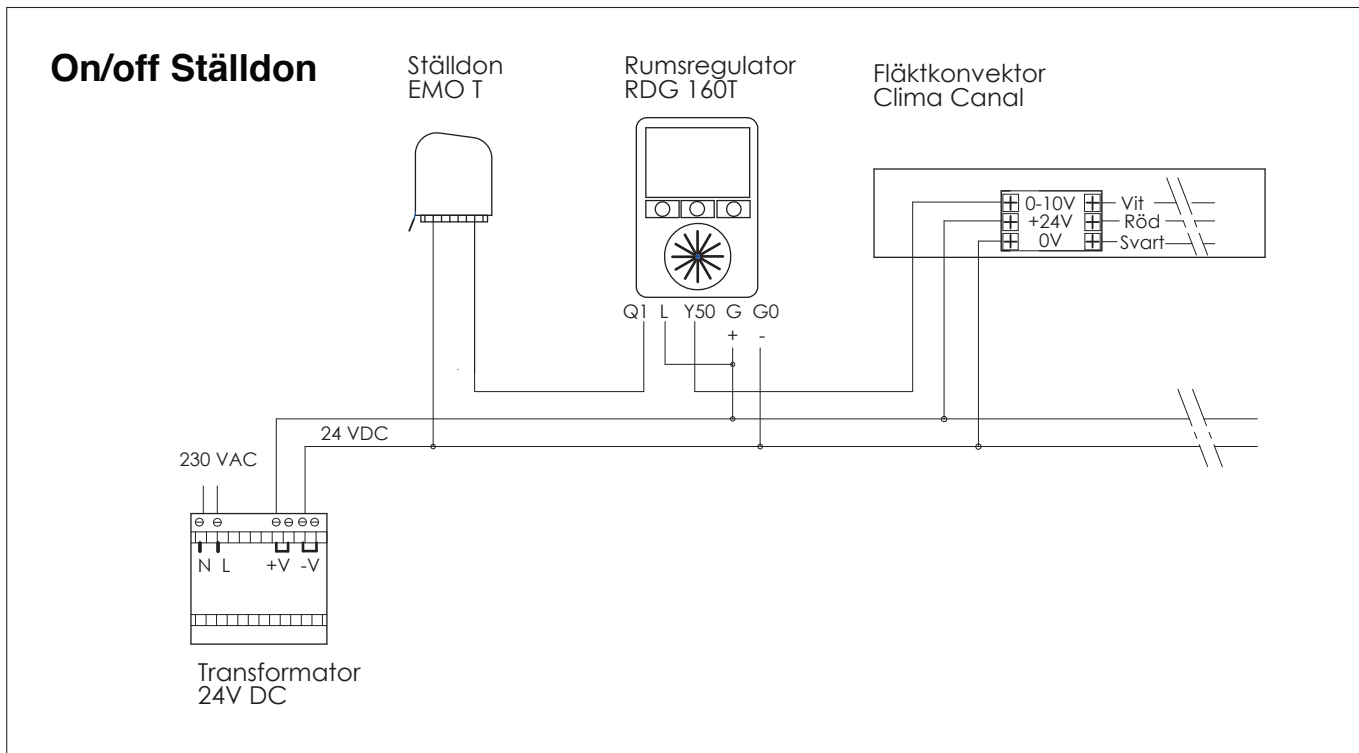 On/off Ställdon
Ställdon
EMO T
Rumsregulator
RDG 160T
Fläktkonvektor
Clima Canal
0-10V Vit
+24V Röd
0V Svart
Q1 L Y50 G G0
+ -
24 VDC
230 VAC
N L +V -V
Transformator
24V DC